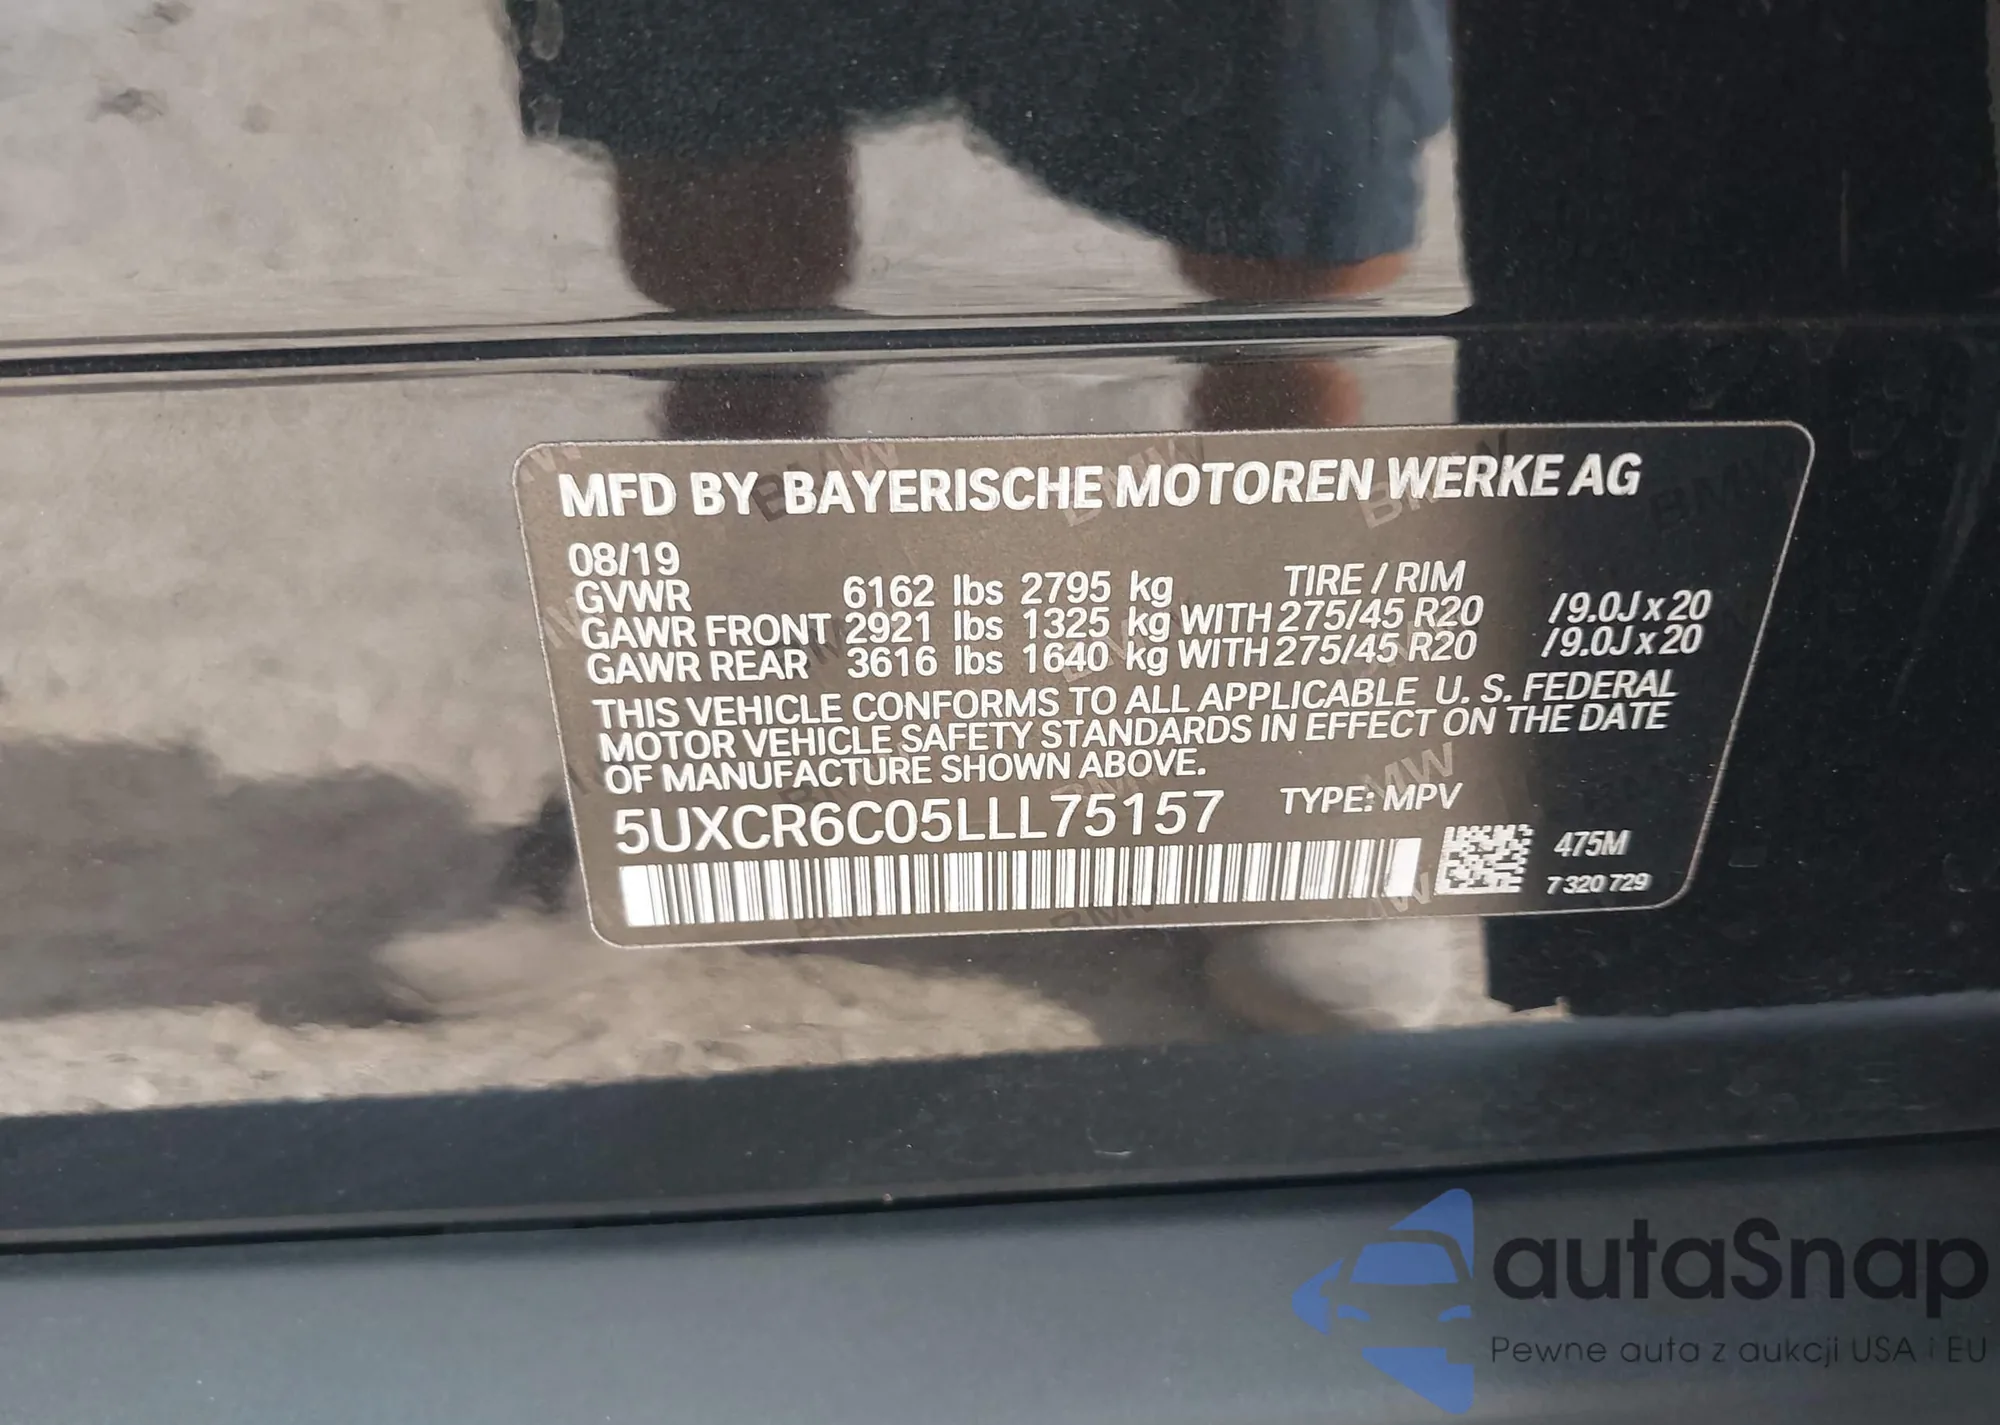 MFD BY BAYERISCHE MOTOREN WERKE AG
08/19
GVWR 6162 lbs 2795 kg TIRE / RIM
GAWR FRONT 2921 lbs 1325 kg WITH 275/45 R20 /9.0J x 20
GAWR REAR 3616 lbs 1640 kg WITH 275/45 R20 /9.0J x 20
THIS VEHICLE CONFORMS TO ALL APPLICABLE U. S. FEDERAL
MOTOR VEHICLE SAFETY STANDARDS IN EFFECT ON THE DATE
OF MANUFACTURE SHOWN ABOVE.
5UXCR6C05LLL75157 TYPE: MPV
475M
7 320 729
autaSnap
Pewne auta z aukcji USA i EU